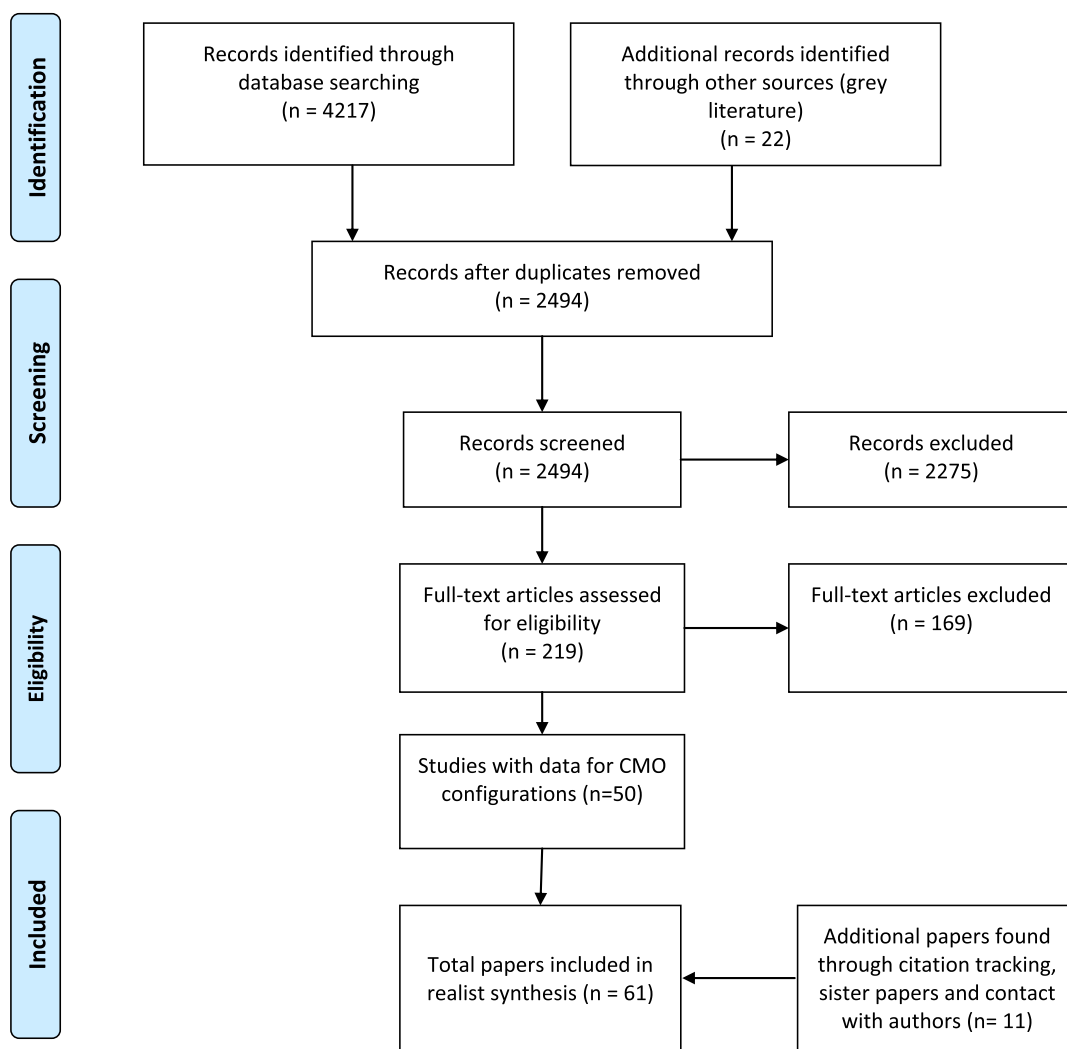 Identification
Records identified through
database searching
(n = 4217)
Additional records identified
through other sources (grey
literature)
(n = 22)
Records after duplicates removed
(n = 2494)
Screening
Records screened
(n = 2494)
Records excluded
(n = 2275)
Eligibility
Full-text articles assessed
for eligibility
(n = 219)
Full-text articles excluded
(n = 169)
Studies with data for CMO
configurations (n=50)
Included
Total papers included in
realist synthesis (n = 61)
Additional papers found
through citation tracking,
sister papers and contact
with authors (n= 11)